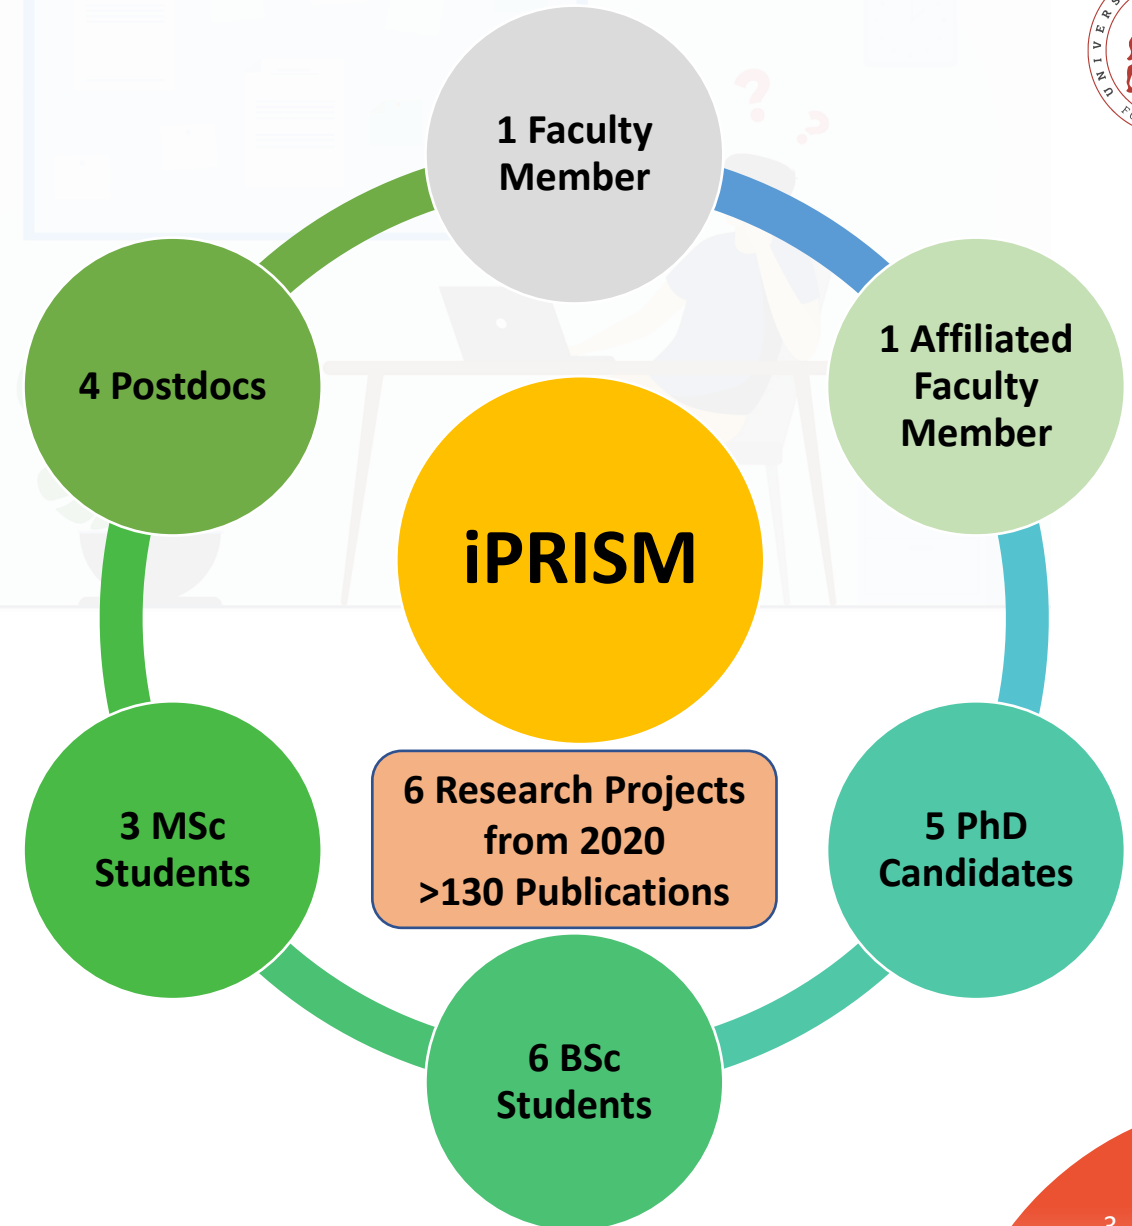 1 Faculty
Member
1 Affiliated
Faculty
Member
4 Postdocs
iPRISM
6 Research Projects
from 2020
>130 Publications
3 MSc
Students
5 PhD
Candidates
6 BSc
Students
3